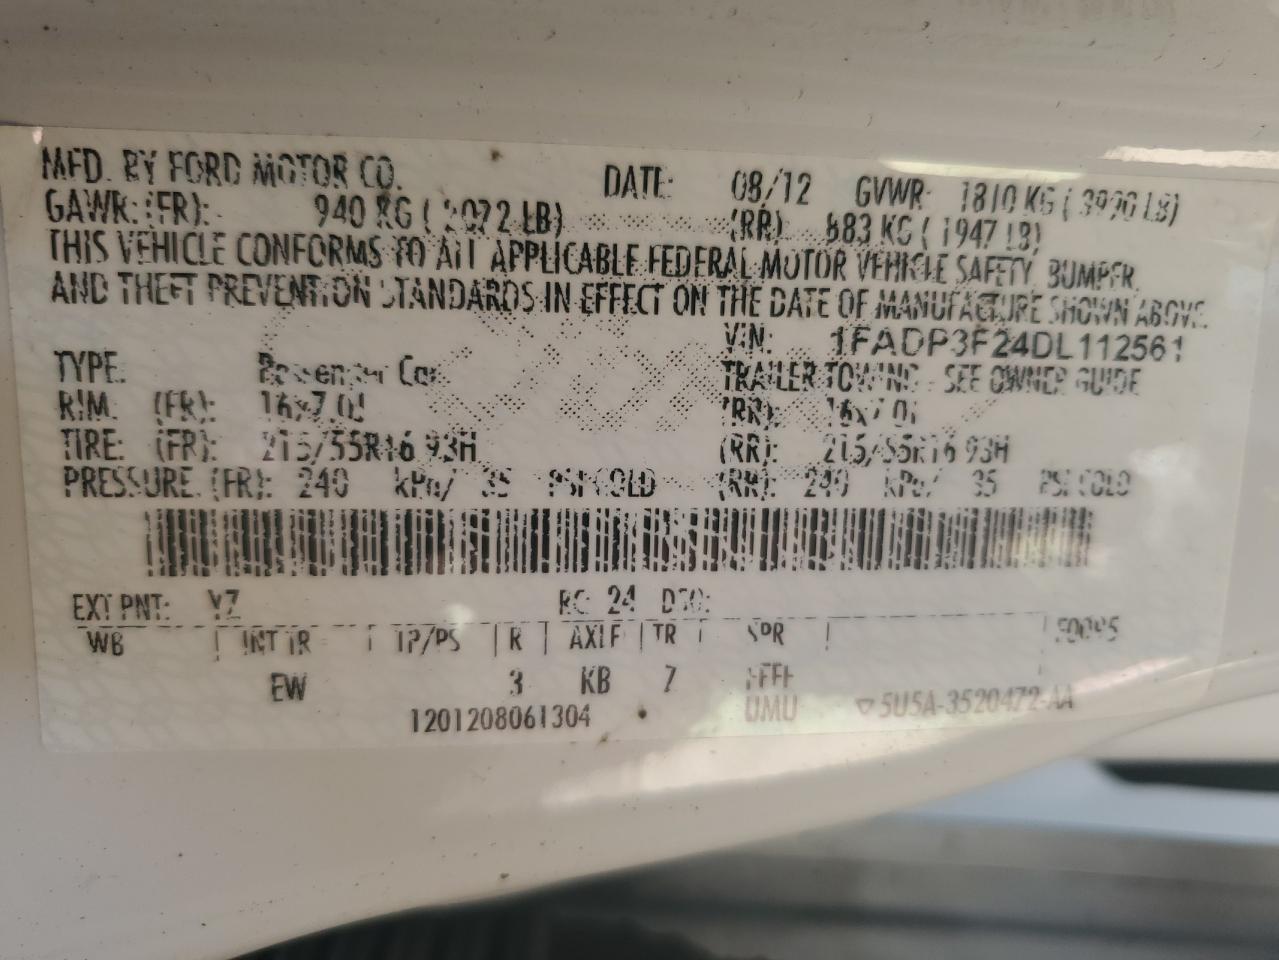 MFD. BY FORD MOTOR CO. DATE: 08/12 GVWR: 1810 KG ( 3990 LB)
GAWR: (FR): 940 KG ( 2072 LB) (RR): 883 KG ( 1947 LB)
THIS VEHICLE CONFORMS TO ALL APPLICABLE FEDERAL MOTOR VEHICLE SAFETY, BUMPER,
AND THEFT PREVENTION STANDARDS IN EFFECT ON THE DATE OF MANUFACTURE SHOWN ABOVE.
VIN: 1FADP3F24DL112561
TYPE: Passenger Car TRAILER TOWING - SEE OWNER GUIDE
RIM: (FR): 16x7.0J (RR): 16x7.0J
TIRE: (FR): 215/55R16 93H (RR): 215/55R16 93H
PRESSURE: (FR): 240 kPa/ 35 PSI COLD (RR): 240 kPa/ 35 PSI COLD
EXT PNT: YZ RC: 24 DSO:
WB INT TR TP/PS R AXLE TR SPR
EW 3 KB 7
1201208061304 UMU ▽5U5A-3520472-AA